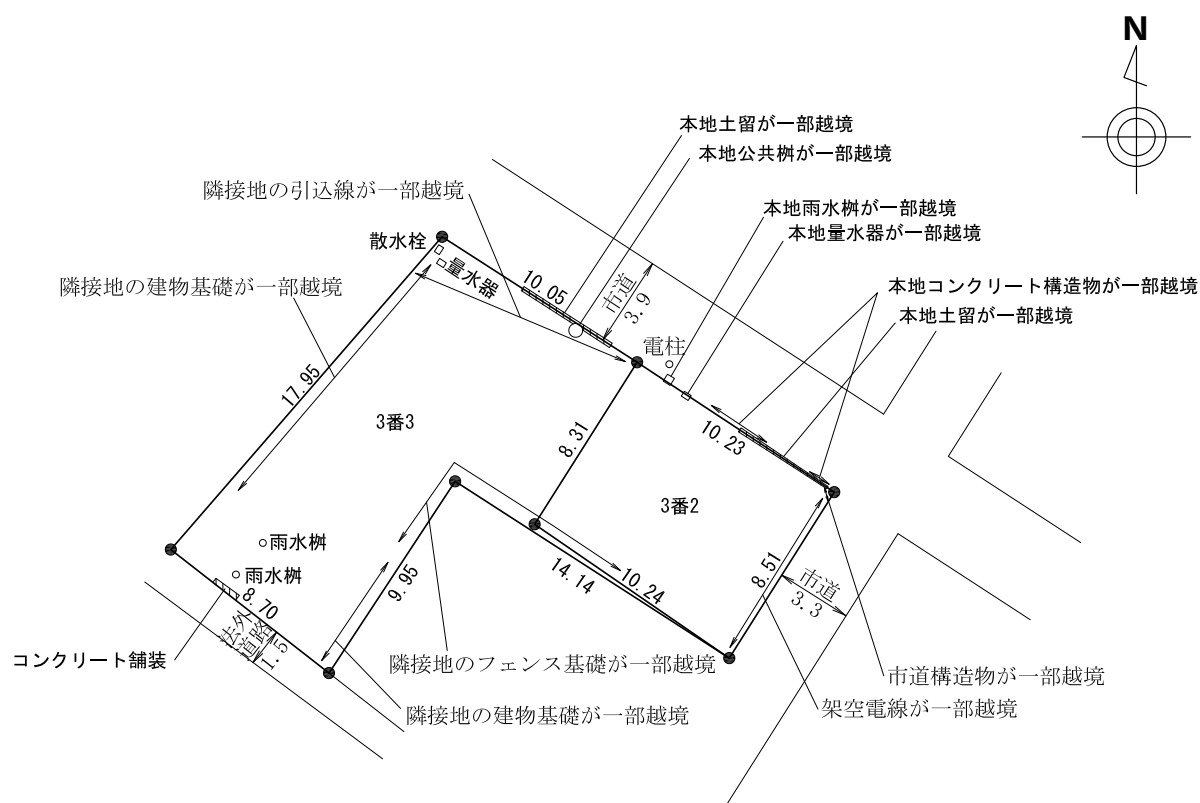 N
本地土留が一部越境
本地公共桝が一部越境
隣接地の引込線が一部越境
本地雨水桝が一部越境
散水栓
本地量水器が一部越境
量水器
隣接地の建物基礎が一部越境
10.05
市道
3.9
本地コンクリート構造物が一部越境
本地土留が一部越境
電柱
17.95
3番3
8.31
10.23
3番2
雨水桝
雨水桝
8.51
14.14
10.24
9.95
市道
3.3
8.70
法定外道路
1.5
コンクリート舗装
隣接地のフェンス基礎が一部越境
市道構造物が一部越境
隣接地の建物基礎が一部越境
架空電線が一部越境